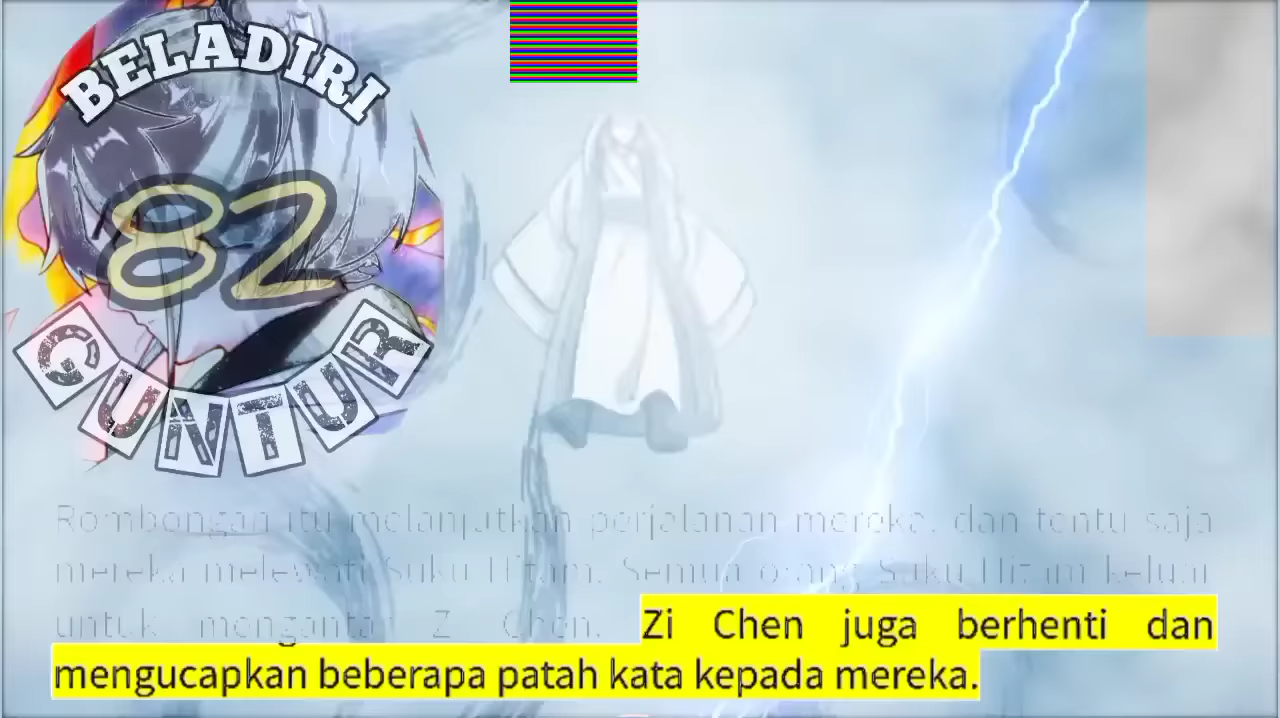 BELADIRI
82
GUNTUR
Rombongan itu melanjutkan perjalanan mereka, dan tentu saja
mereka melewati Suku Hitam. Semua orang Suku Hitam keluar
untuk mengantar Zi Chen. Zi Chen juga berhenti dan
mengucapkan beberapa patah kata kepada mereka.